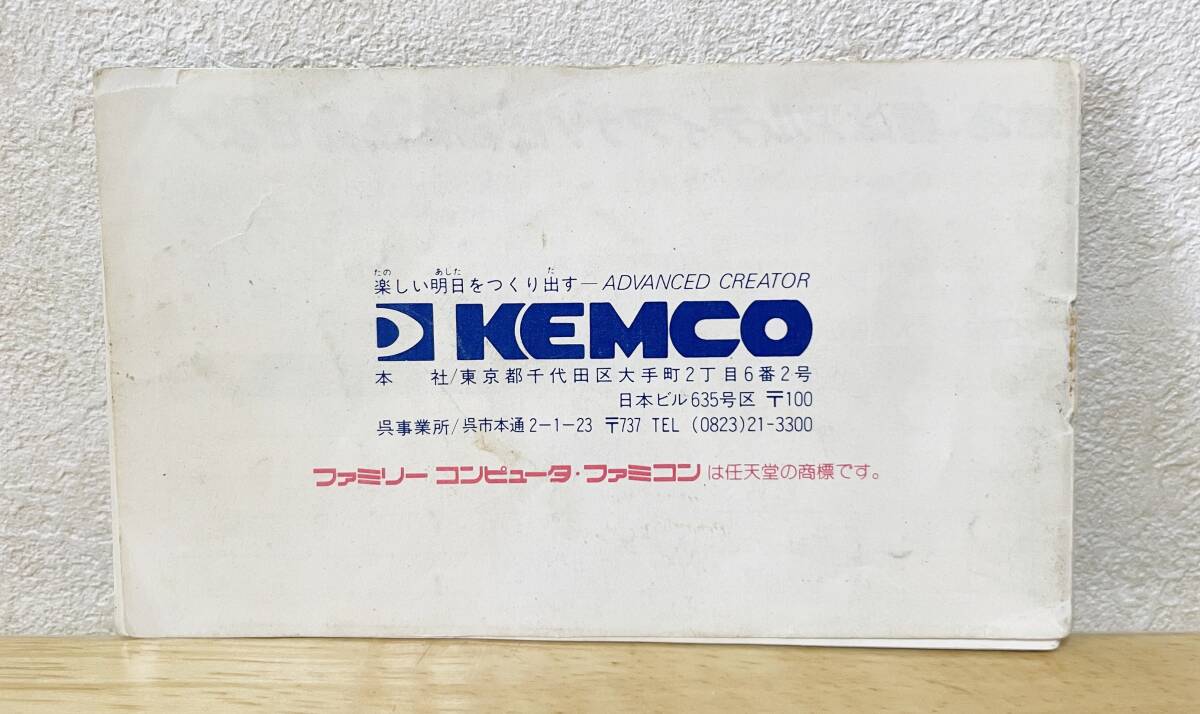 楽しい明日をつくり出す—ADVANCED CREATOR
KEMCO
本　社/東京都千代田区大手町2丁目6番2号
日本ビル635号区 〒100
呉事業所/呉市本通2-1-23 〒737 TEL (0823)21-3300
ファミリー コンピュータ・ファミコンは任天堂の商標です。